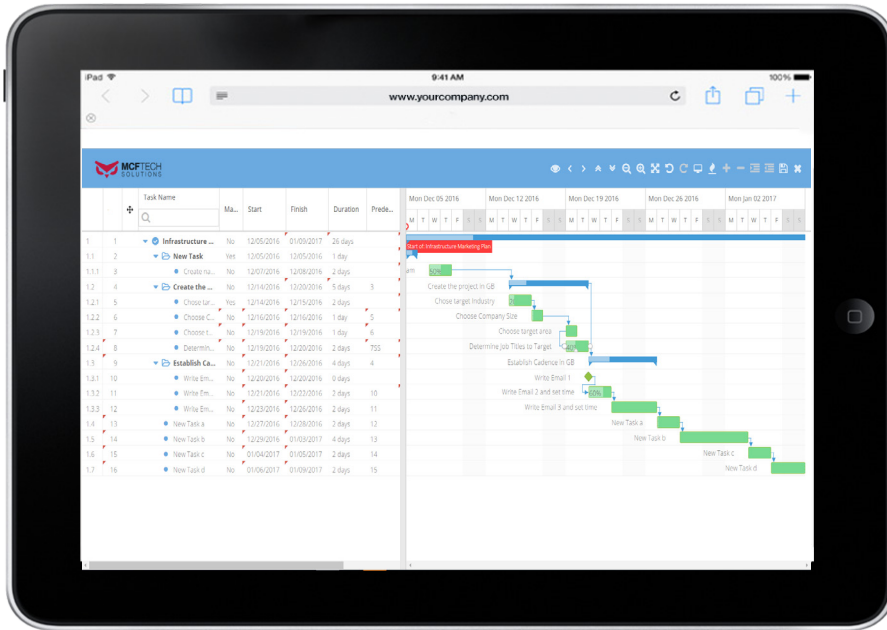 iPad 9:41 AM 100%
www.yourcompany.com
MCFTECH
SOLUTIONS
Task Name Ma... Start Finish Duration Prede... Mon Dec 05 2016 Mon Dec 12 2016 Mon Dec 19 2016 Mon Dec 26 2016 Mon Jan 02 2017
M T W T F S S M T W T F S S M T W T F S S M T W T F S S M T W T F S S
1 1 Infrastructure ... No 12/05/2016 01/09/2017 26 days
Start of: Infrastructure Marketing Plan
1.1 2 New Task Yes 12/05/2016 12/05/2016 1 day
1.1.1 3 Create na... No 12/07/2016 12/08/2016 2 days
1.2 4 Create the ... No 12/14/2016 12/20/2016 5 days 3 Create the project in GB
1.2.1 5 Chose tar... Yes 12/14/2016 12/15/2016 2 days Chose target Industry
1.2.2 6 Choose C... No 12/16/2016 12/16/2016 1 day 5 Choose Company Size
1.2.3 7 Choose t... No 12/19/2016 12/19/2016 1 day 6 Choose target area
1.2.4 8 Determin... No 12/19/2016 12/20/2016 2 days 7SS Determine Job Titles to Target
1.3 9 Establish Ca... No 12/21/2016 12/26/2016 4 days 4 Establish Cadence in GB
1.3.1 10 Write Em... No 12/20/2016 12/20/2016 0 days Write Email 1
1.3.2 11 Write Em... No 12/21/2016 12/22/2016 2 days 10 Write Email 2 and set time 50%
1.3.3 12 Write Em... No 12/23/2016 12/26/2016 2 days 11 Write Email 3 and set time
1.4 13 New Task a No 12/27/2016 12/28/2016 2 days 12 New Task a
1.5 14 New Task b No 12/29/2016 01/03/2017 4 days 13 New Task b
1.6 15 New Task c No 01/04/2017 01/05/2017 2 days 14 New Task c
1.7 16 New Task d No 01/06/2017 01/09/2017 2 days 15 New Task d